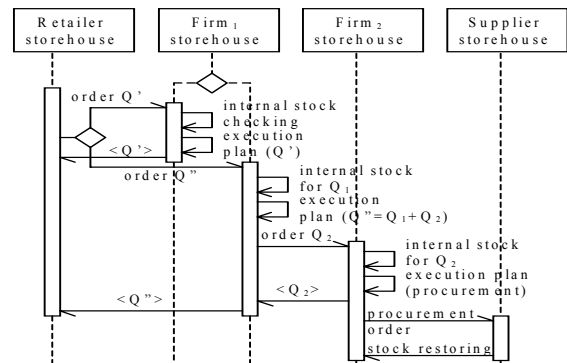 Retailer
storehouse
Firm₁
storehouse
Firm₂
storehouse
Supplier
storehouse
order Q'
internal stock
checking
execution
plan (Q')
<Q'>
order Q"
internal stock
for Q₁
execution
plan (Q"=Q₁+Q₂)
order Q₂
internal stock
for Q₂
execution plan
(procurement)
<Q₂>
<Q">
procurement
order
stock restoring